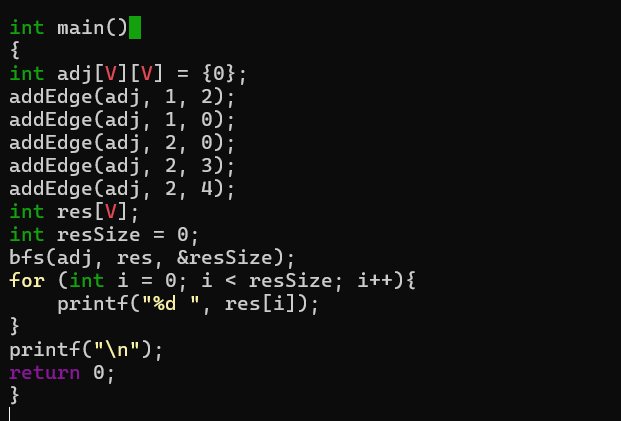 int main()
{
int adj[V][V] = {0};
addEdge(adj, 1, 2);
addEdge(adj, 1, 0);
addEdge(adj, 2, 0);
addEdge(adj, 2, 3);
addEdge(adj, 2, 4);
int res[V];
int resSize = 0;
bfs(adj, res, &resSize);
for (int i = 0; i < resSize; i++){
    printf("%d ", res[i]);
}
printf("\n");
return 0;
}